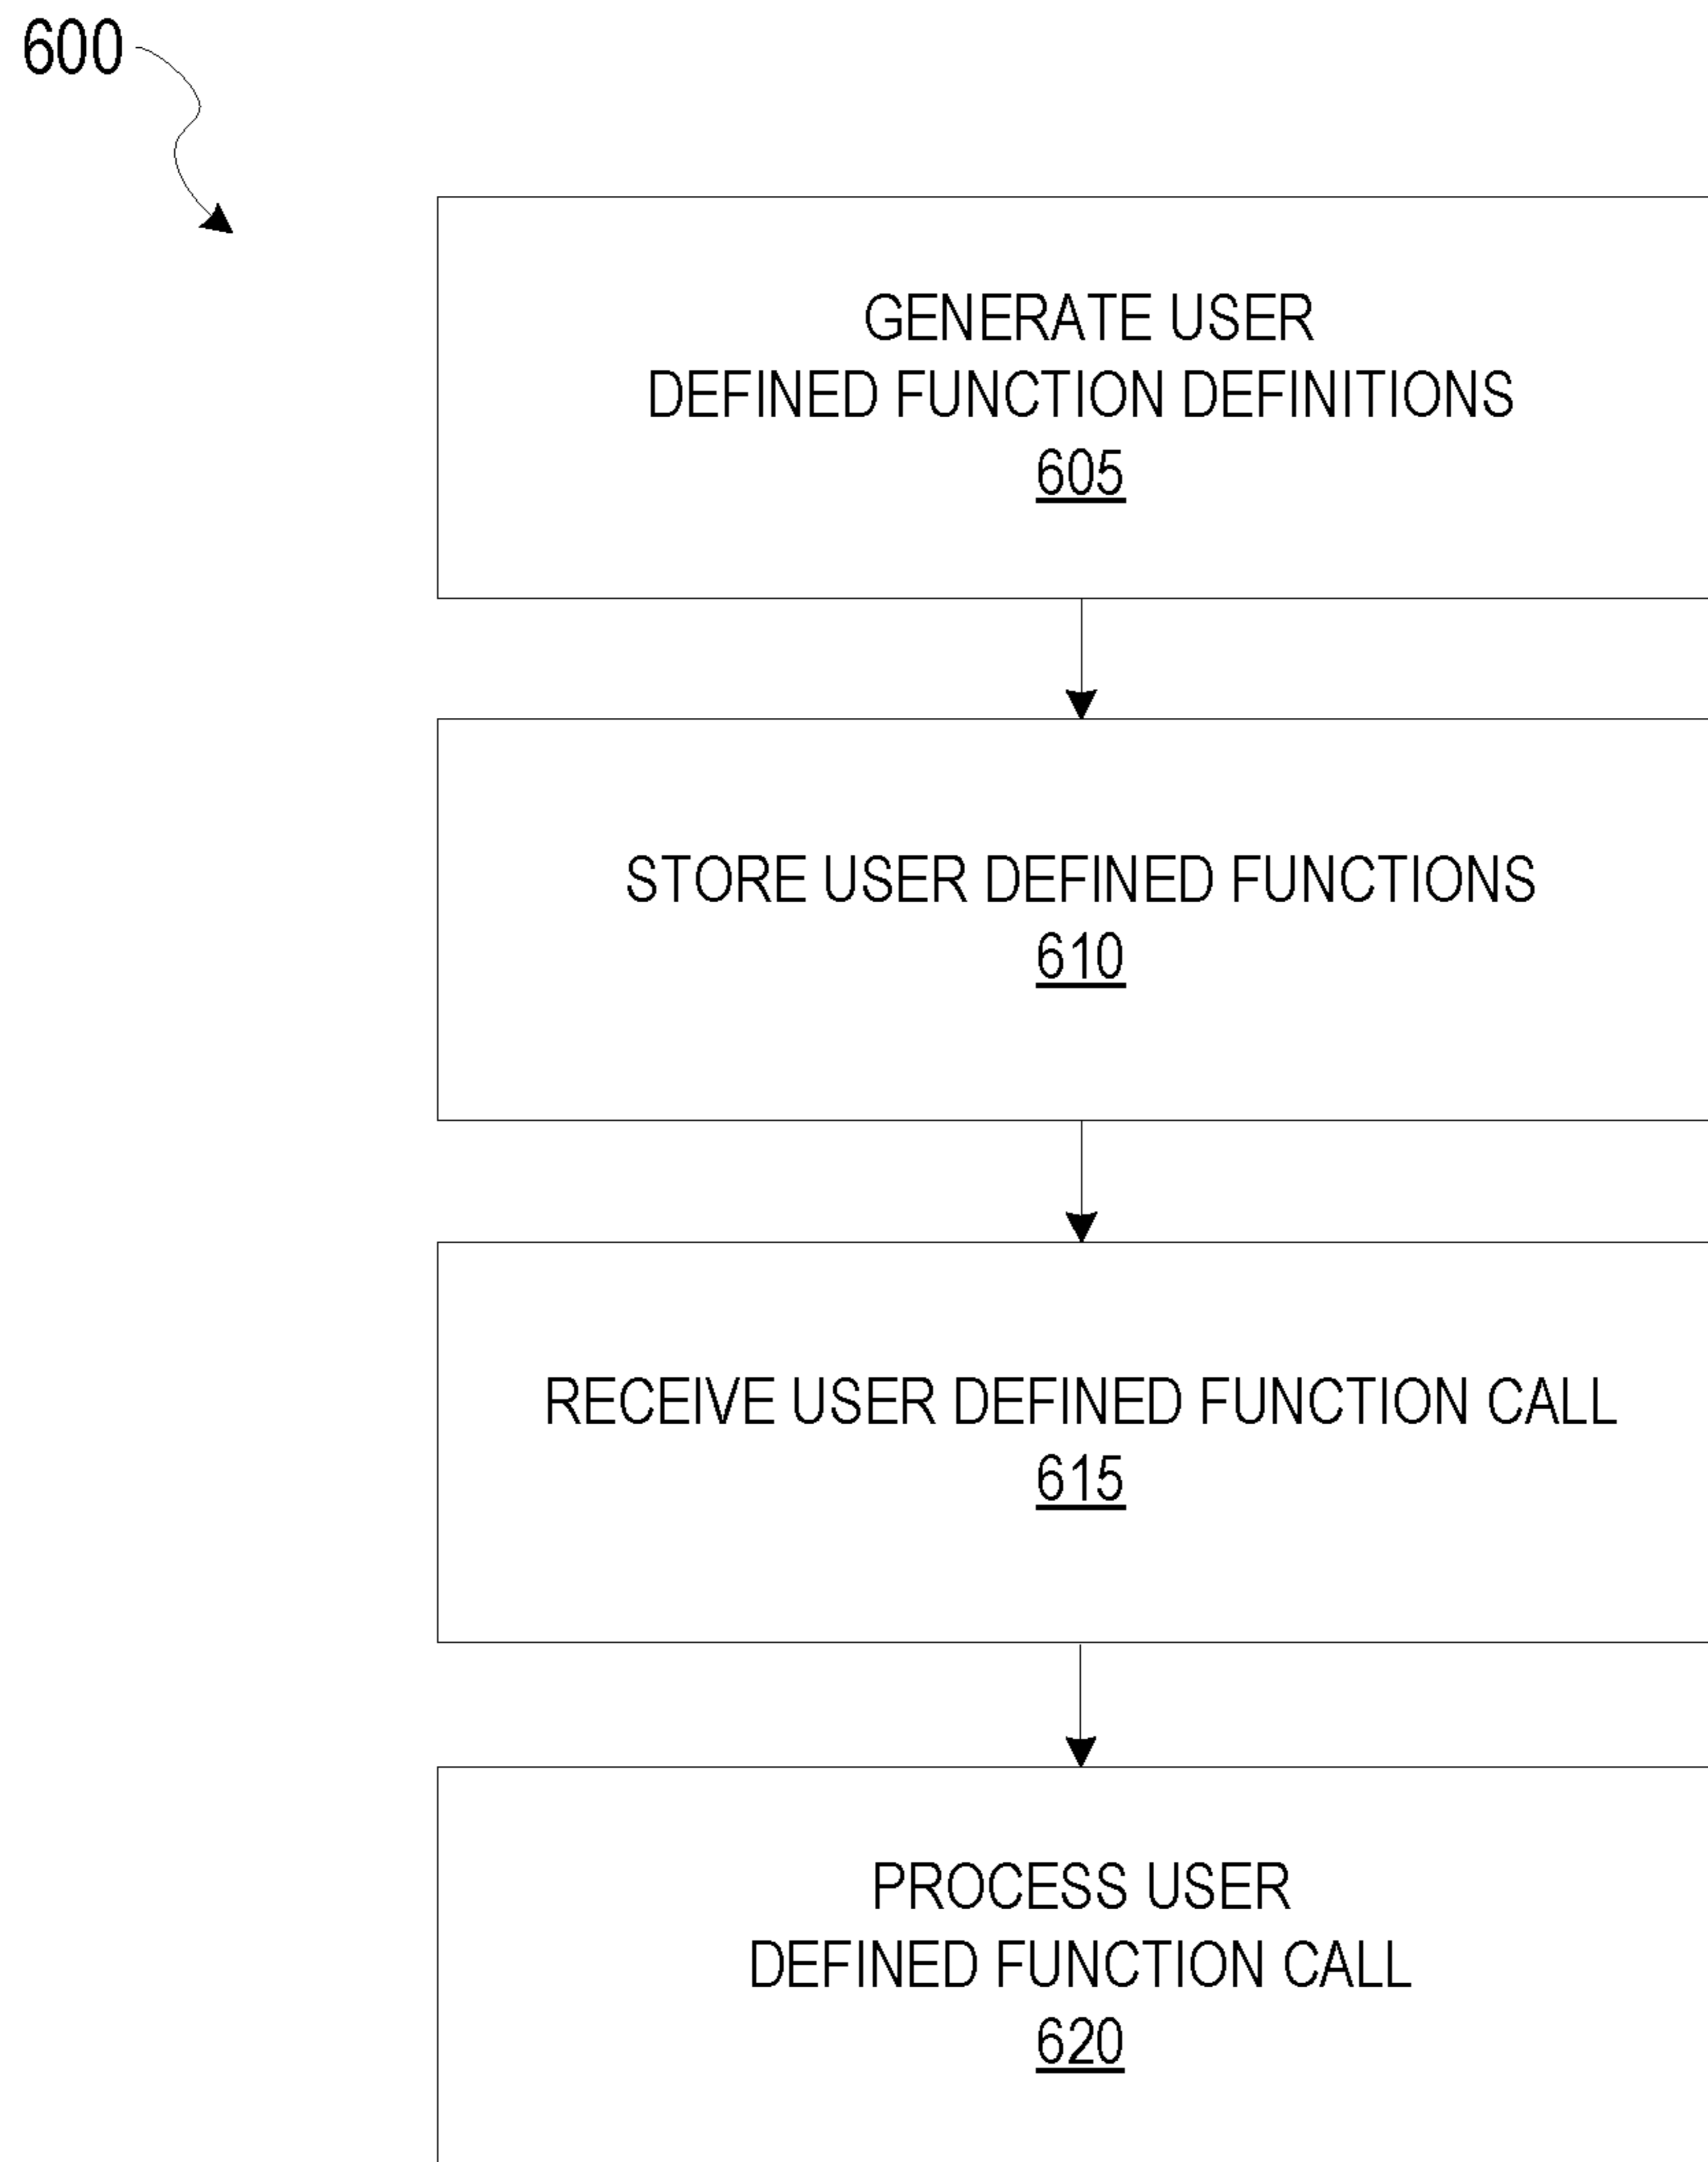 600
GENERATE USER
DEFINED FUNCTION DEFINITIONS
605
STORE USER DEFINED FUNCTIONS
610
RECEIVE USER DEFINED FUNCTION CALL
615
PROCESS USER
DEFINED FUNCTION CALL
620